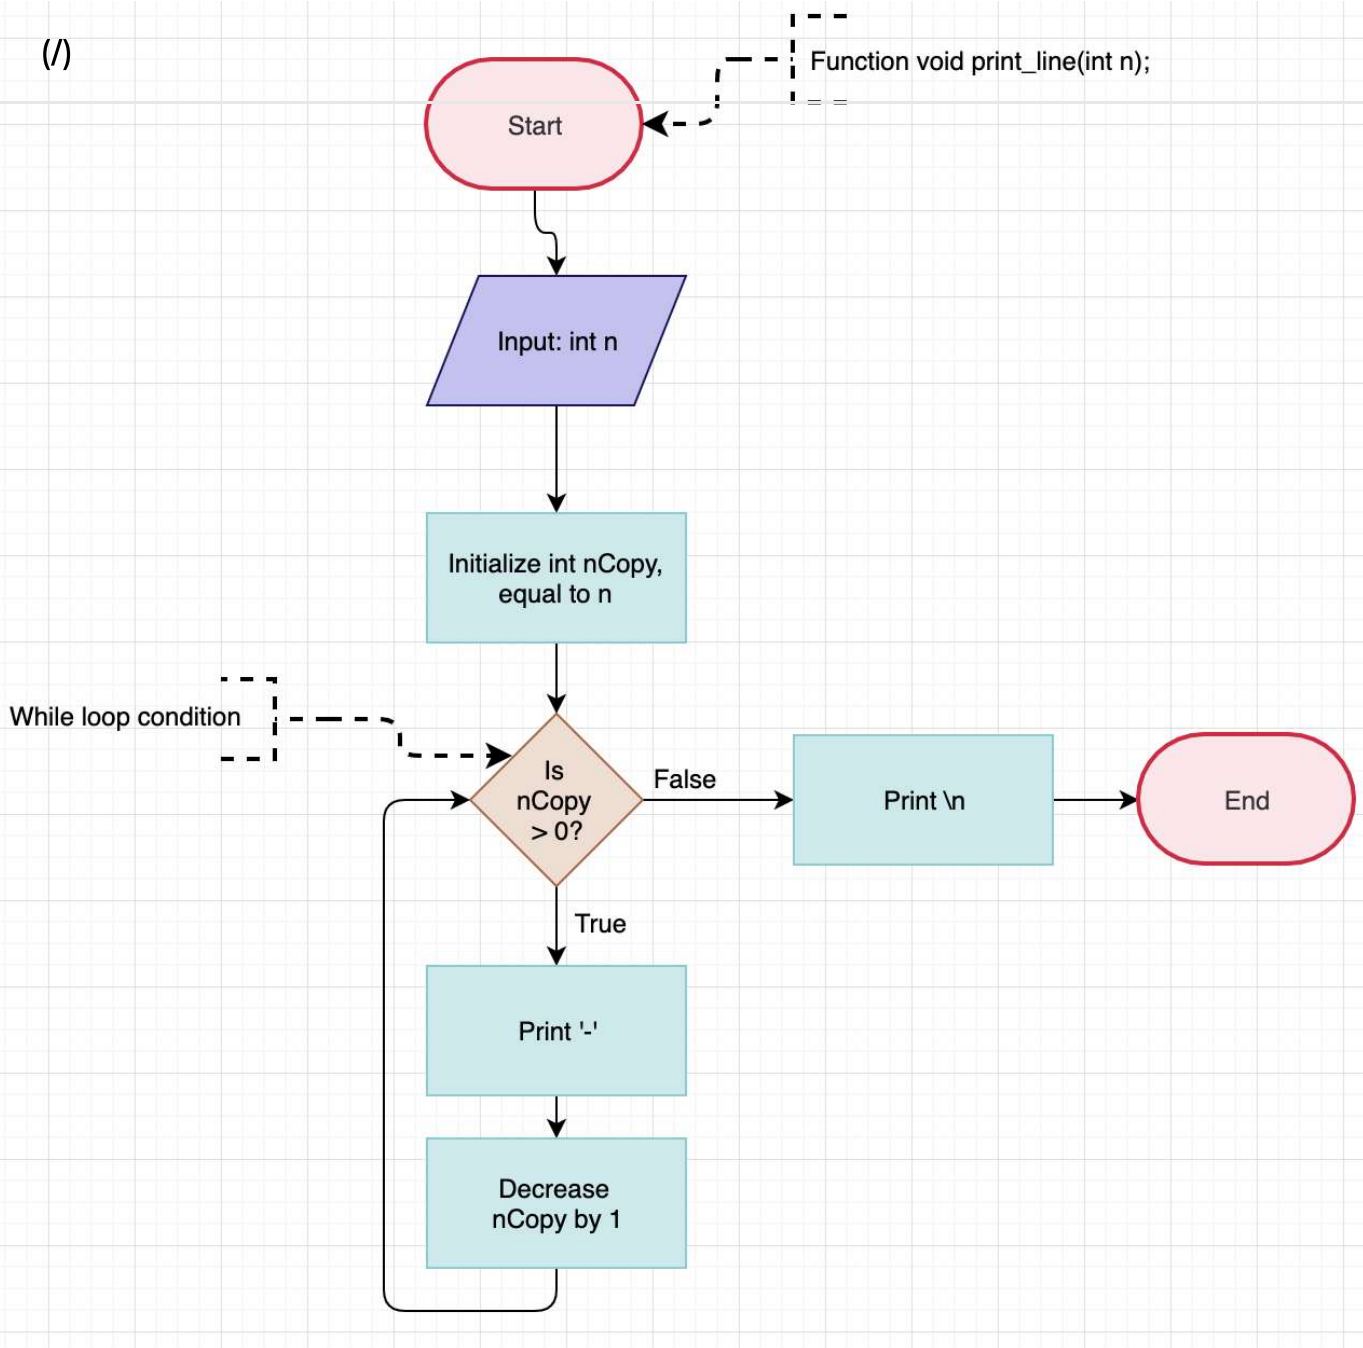 (/)
Function void print_line(int n);
Start
Input: int n
Initialize int nCopy,
equal to n
While loop condition
Is
nCopy
> 0?
False
Print \n
End
True
Print '-'
Decrease
nCopy by 1